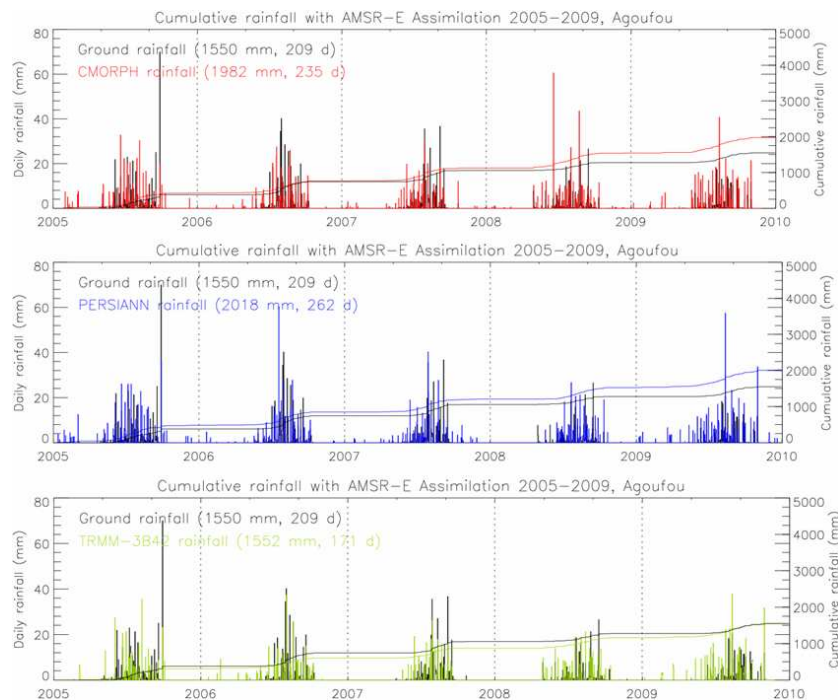 Cumulative rainfall with AMSR-E Assimilation 2005-2009, Agoufou
Ground rainfall (1550 mm, 209 d)
CMORPH rainfall (1982 mm, 235 d)
Daily rainfall (mm)
80
60
40
20
0
Cumulative rainfall (mm)
5000
4000
3000
2000
1000
0
2005 2006 2007 2008 2009 2010
Cumulative rainfall with AMSR-E Assimilation 2005-2009, Agoufou
Ground rainfall (1550 mm, 209 d)
PERSIANN rainfall (2018 mm, 262 d)
Daily rainfall (mm)
80
60
40
20
0
Cumulative rainfall (mm)
5000
4000
3000
2000
1000
0
2005 2006 2007 2008 2009 2010
Cumulative rainfall with AMSR-E Assimilation 2005-2009, Agoufou
Ground rainfall (1550 mm, 209 d)
TRMM-3B42 rainfall (1552 mm, 171 d)
Daily rainfall (mm)
80
60
40
20
0
Cumulative rainfall (mm)
5000
4000
3000
2000
1000
0
2005 2006 2007 2008 2009 2010